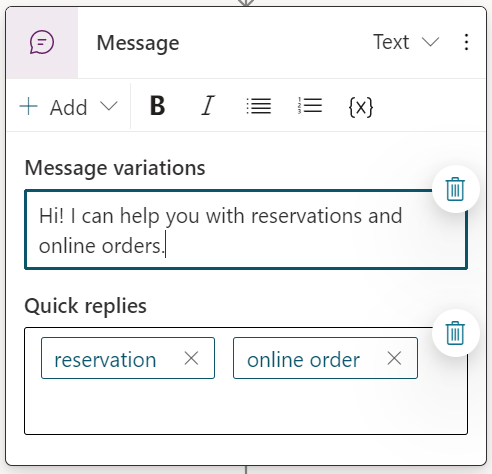 Message Text
Add B I {x}
Message variations
Hi! I can help you with reservations and
online orders.
Quick replies
reservation online order